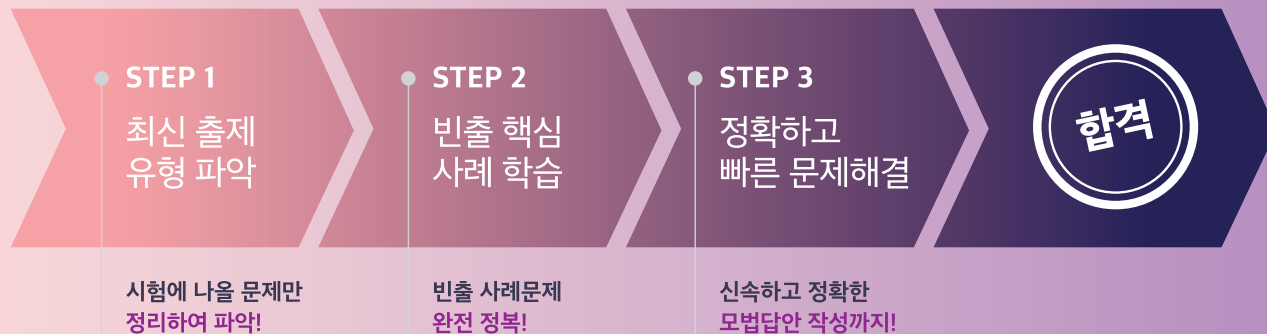 STEP 1
최신 출제
유형 파악
시험에 나올 문제만
정리하여 파악!
STEP 2
빈출 핵심
사례 학습
빈출 사례문제
완전 정복!
STEP 3
정확하고
빠른 문제해결
신속하고 정확한
모범답안 작성까지!
합격